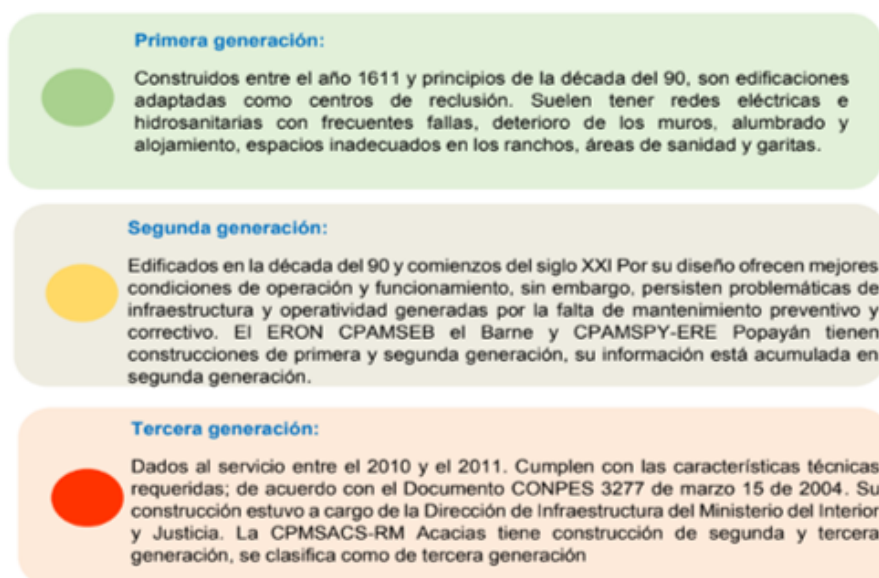 Primera generación:
Construidos entre el año 1611 y principios de la década del 90, son edificaciones
adaptadas como centros de reclusión. Suelen tener redes eléctricas e
hidrosanitarias con frecuentes fallas, deterioro de los muros, alumbrado y
alojamiento, espacios inadecuados en los ranchos, áreas de sanidad y garitas.
Segunda generación:
Edificados en la década del 90 y comienzos del siglo XXI Por su diseño ofrecen mejores
condiciones de operación y funcionamiento, sin embargo, persisten problemáticas de
infraestructura y operatividad generadas por la falta de mantenimiento preventivo y
correctivo. El ERON CPAMSEB el Barne y CPAMSPY-ERE Popayán tienen
construcciones de primera y segunda generación, su información está acumulada en
segunda generación.
Tercera generación:
Dados al servicio entre el 2010 y el 2011. Cumplen con las características técnicas
requeridas; de acuerdo con el Documento CONPES 3277 de marzo 15 de 2004. Su
construcción estuvo a cargo de la Dirección de Infraestructura del Ministerio del Interior
y Justicia. La CPMSACS-RM Acacias tiene construcción de segunda y tercera
generación, se clasifica como de tercera generación